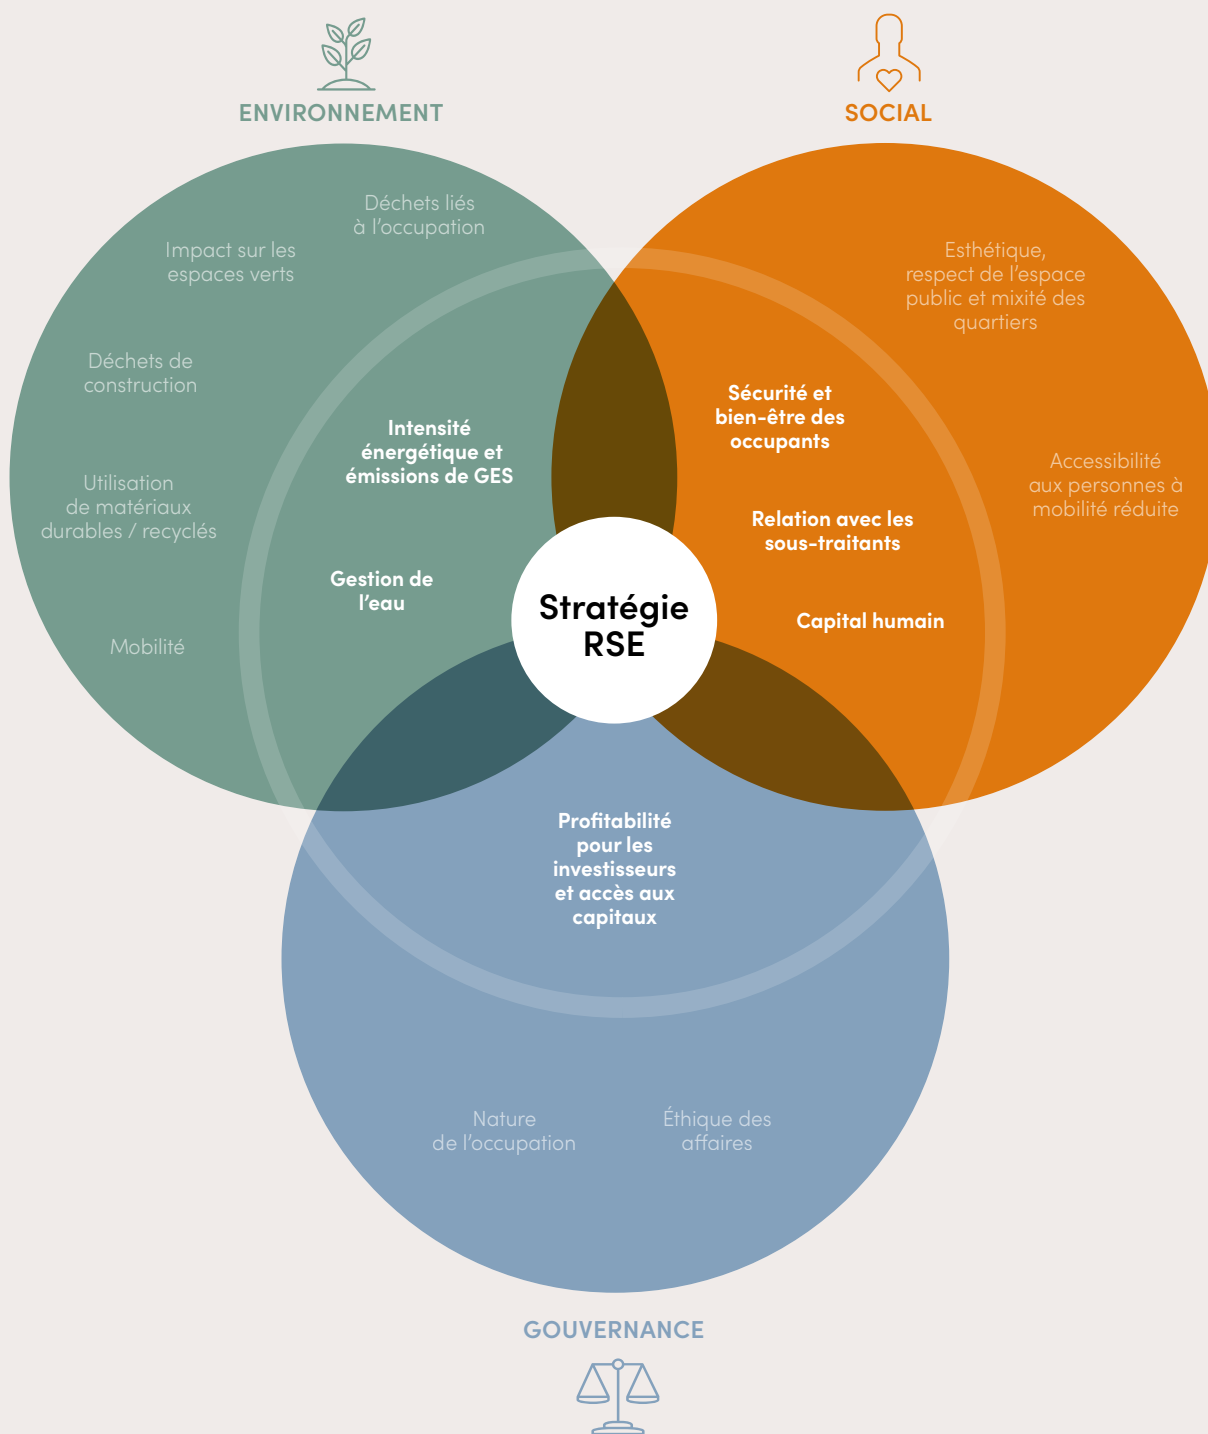 ENVIRONNEMENT
SOCIAL
Déchets liés
à l’occupation
Impact sur les
espaces verts
Déchets de
construction
Utilisation
de matériaux
durables / recyclés
Mobilité
Intensité
énergétique et
émissions de GES
Gestion de
l’eau
Esthétique,
respect de l’espace
public et mixité des
quartiers
Sécurité et
bien-être des
occupants
Accessibilité
aux personnes à
mobilité réduite
Relation avec les
sous-traitants
Capital humain
Stratégie
RSE
Profitabilité
pour les
investisseurs
et accès aux
capitaux
Nature
de l’occupation
Éthique des
affaires
GOUVERNANCE